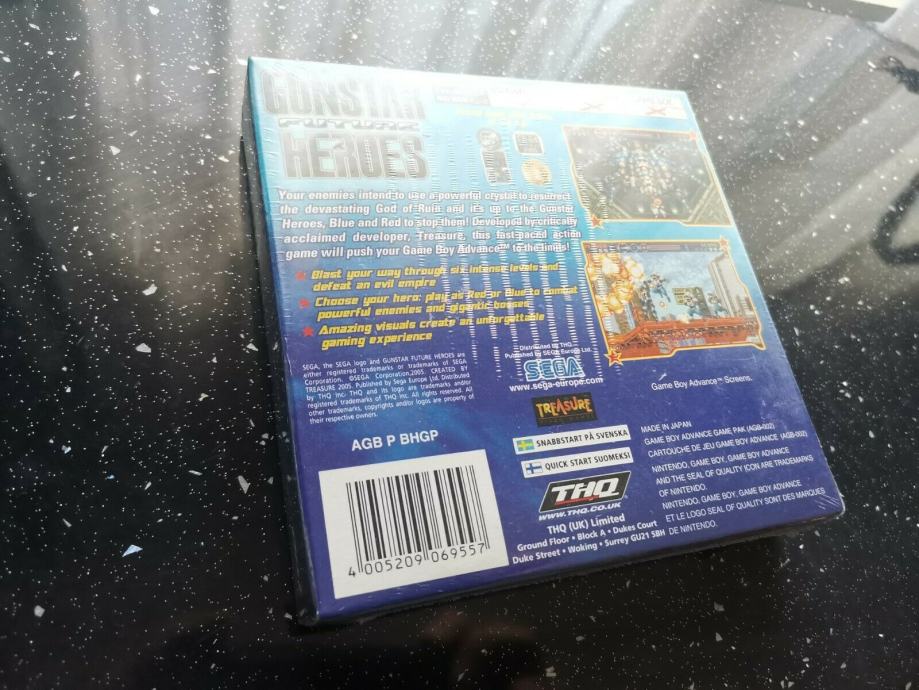 GUNSTAR
FUTURE
HEROES
Your enemies intend to use a powerful crystal to resurrect
the devastating God of Ruin and it's up to the Gunstar
Heroes, Blue and Red to stop them! Developed by critically
acclaimed developer, Treasure, this fast-paced action
game will push your Game Boy Advance™ to the limits!
Blast your way through six intense levels and
defeat an evil empire
Choose your hero: play as Red or Blue to combat
powerful enemies and gigantic bosses
Amazing visuals create an unforgettable
gaming experience
SEGA, the SEGA logo and GUNSTAR FUTURE HEROES are
either registered trademarks or trademarks of SEGA
Corporation. ©SEGA Corporation,2005. CREATED BY
TREASURE 2005. Published by Sega Europe Ltd. Distributed
by THQ Inc. THQ and its logo are trademarks and/or
registered trademarks of THQ Inc. All rights reserved. All
other trademarks, copyrights and/or logos are property of
their respective owners.
Distributed by THQ.
Published by SEGA Europe Ltd.
SEGA
www.sega-europe.com
TREASURE
Game Boy Advance™ Screens.
AGB P BHGP
SNABBSTART PÅ SVENSKA
QUICK START SUOMEKSI
THQ
WWW.THQ.CO.UK
THQ (UK) Limited
Ground Floor • Block A • Dukes Court
Duke Street • Woking • Surrey GU21 5BH
MADE IN JAPAN
GAME BOY ADVANCE GAME PAK (AGB-002)
CARTOUCHE DE JEU GAME BOY ADVANCE (AGB-002)
NINTENDO, GAME BOY, GAME BOY ADVANCE
AND THE SEAL OF QUALITY ICON ARE TRADEMARKS
OF NINTENDO.
NINTENDO, GAME BOY, GAME BOY ADVANCE
ET LE LOGO SEAL OF QUALITY SONT DES MARQUES
DE NINTENDO.
4 005209 069557